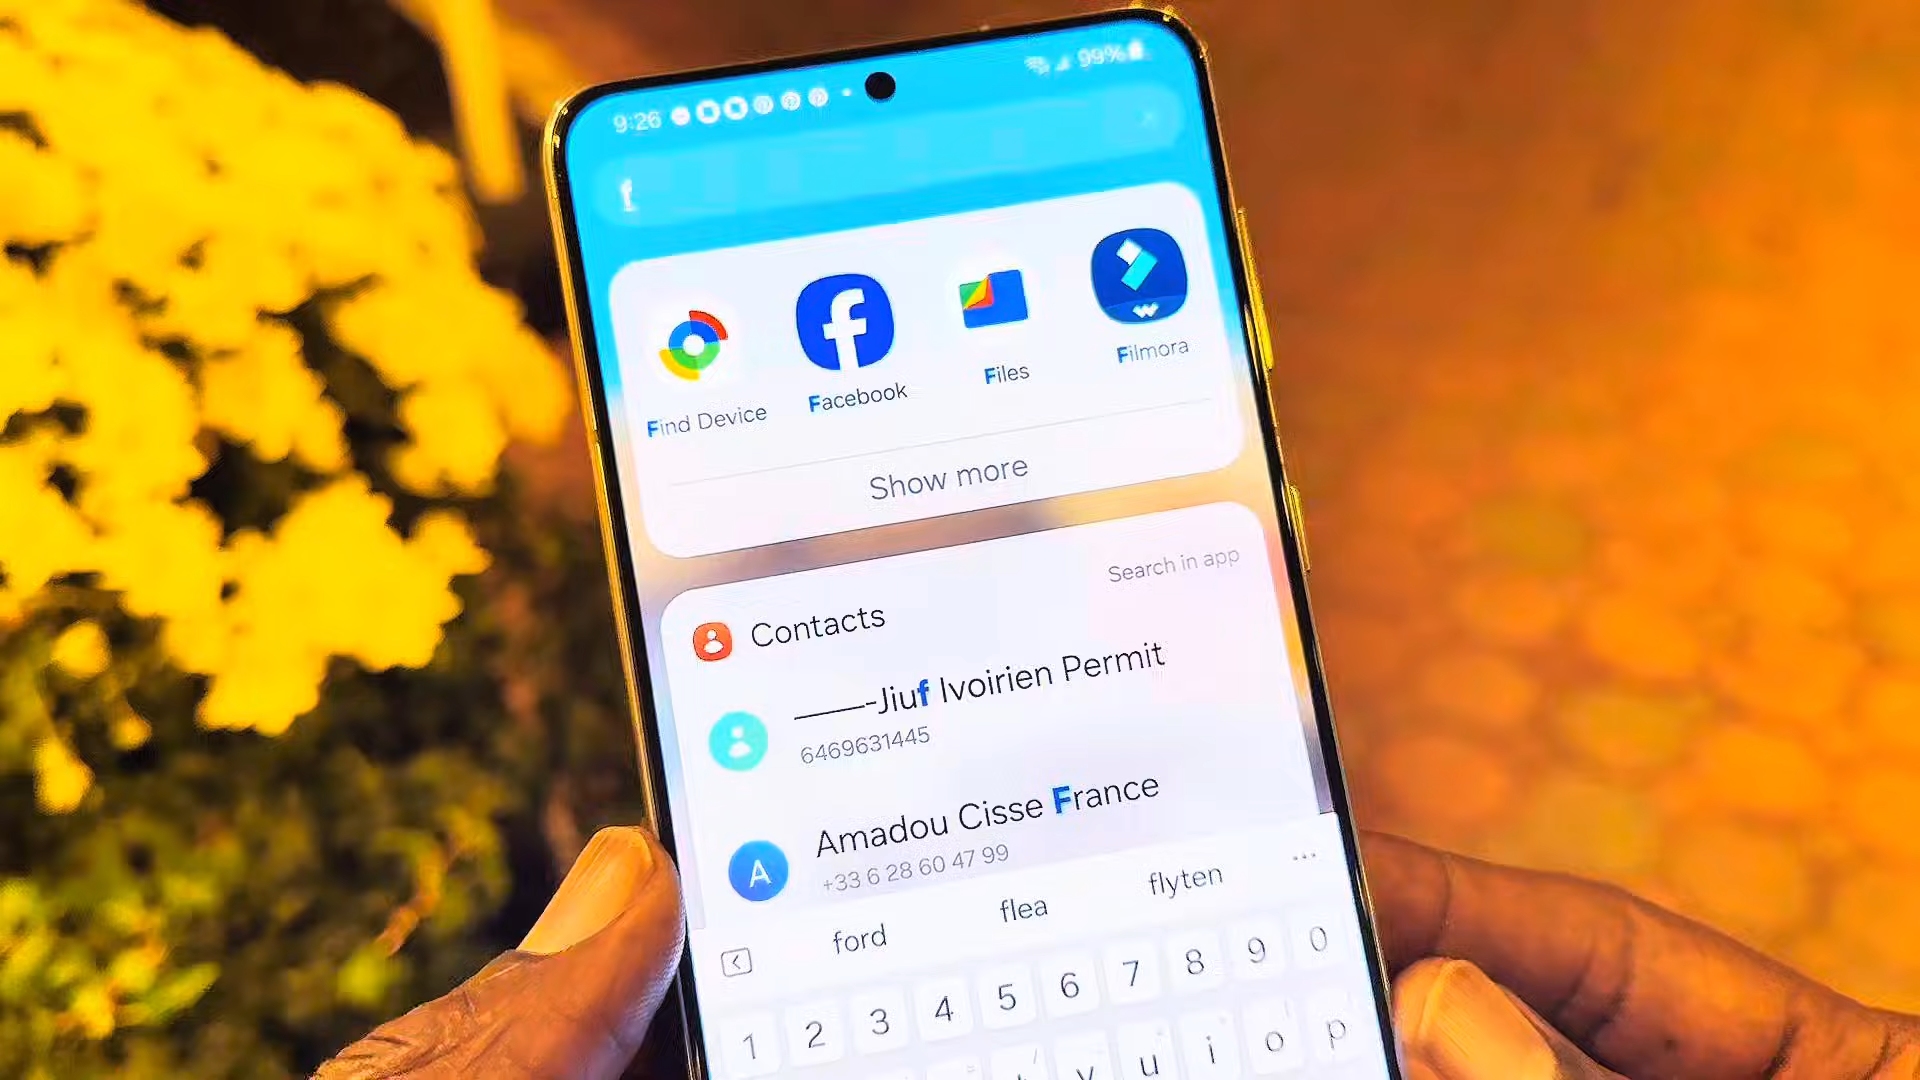 9:26
99%
f
Find Device
Facebook
Files
Filmora
Show more
Contacts
Search in app
____-Jiuf Ivoirien Permit
6469631445
A
Amadou Cisse France
+33 6 28 60 47 99
ford flea flyten
1 2 3 4 5 6 7 8 9 0
y u i o p